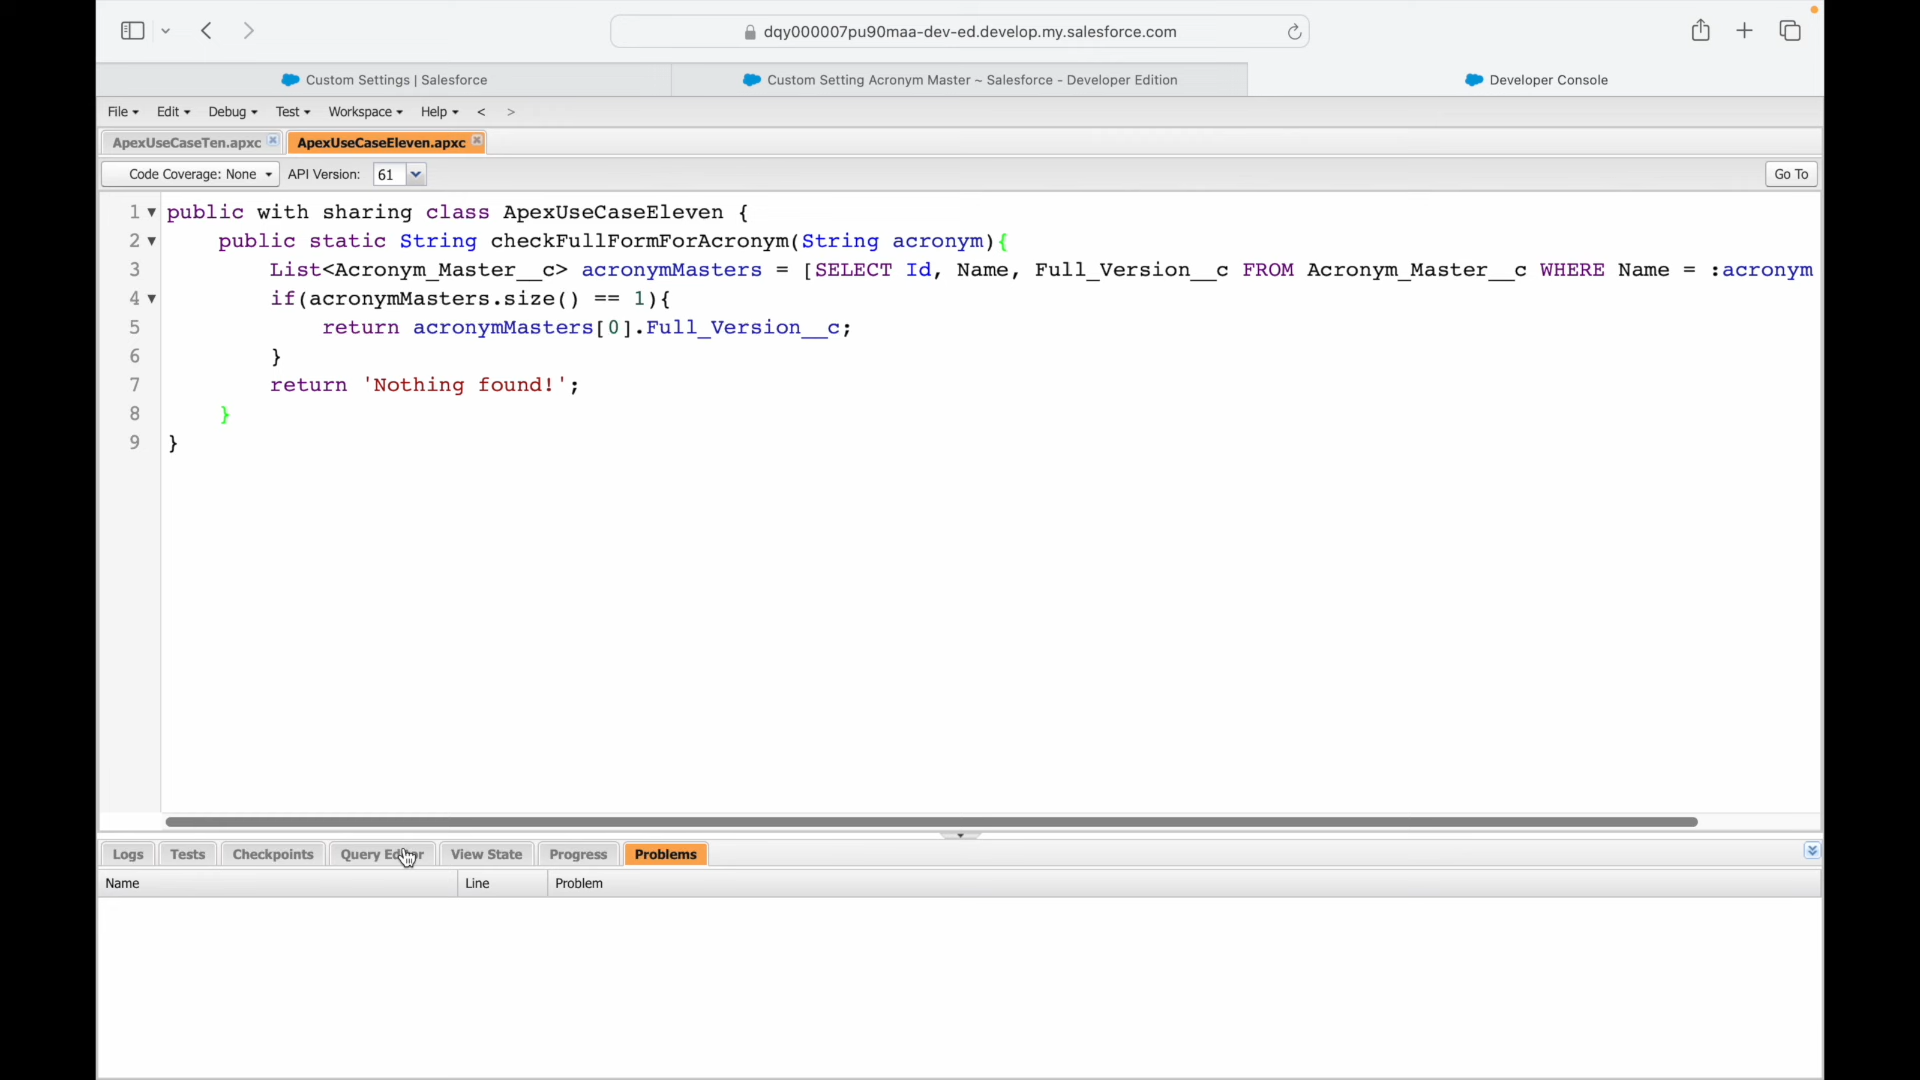 dqy000007pu90maa-dev-ed.develop.my.salesforce.com
Custom Settings | Salesforce
Custom Setting Acronym Master ~ Salesforce - Developer Edition
Developer Console
File Edit Debug Test Workspace Help < >
ApexUseCaseTen.apxc ApexUseCaseEleven.apxc
Code Coverage: None API Version: 61 Go To
1 public with sharing class ApexUseCaseEleven {
2 public static String checkFullFormForAcronym(String acronym){
3 List<Acronym_Master__c> acronymMasters = [SELECT Id, Name, Full_Version__c FROM Acronym_Master__c WHERE Name = :acronym
4 if(acronymMasters.size() == 1){
5 return acronymMasters[0].Full_Version__c;
6 }
7 return 'Nothing found!';
8 }
9 }
Logs Tests Checkpoints Query Editor View State Progress Problems
Name Line Problem